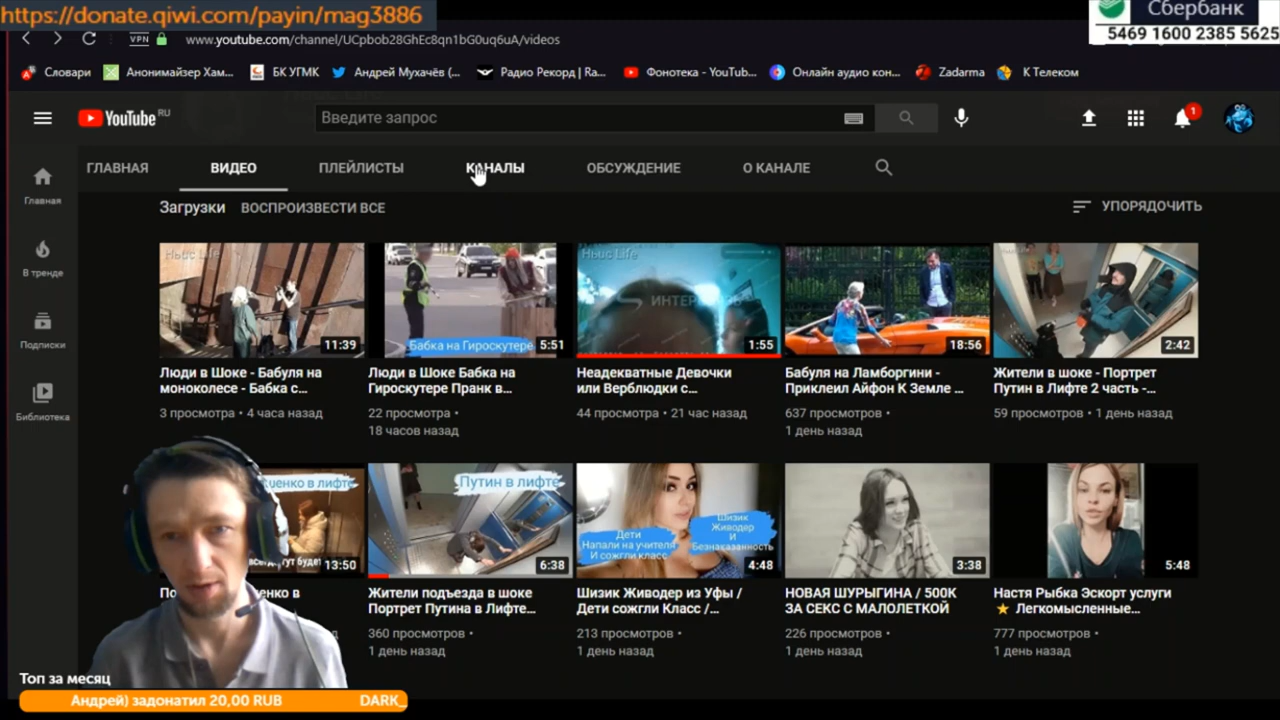 https://donate.qiwi.com/payin/mag3886
Сбербанк
5469 1600 2385 5625
VPN
www.youtube.com/channel/UCpbob28GhEc8qn1bG0uq6uA/videos
Словари
Анонимайзер Хам...
БК УГМК
Андрей Мухачёв (...
Радио Рекорд | Ra...
Фонотека - YouTub...
Онлайн аудио кон...
Zadarma
К Телеком
YouTube RU
Введите запрос
1
ГЛАВНАЯ
ВИДЕО
ПЛЕЙЛИСТЫ
КАНАЛЫ
ОБСУЖДЕНИЕ
О КАНАЛЕ
Главная
В тренде
Подписки
Библиотека
Загрузки
ВОСПРОИЗВЕСТИ ВСЕ
УПОРЯДОЧИТЬ
Ньюс Life
11:39
Люди в Шоке - Бабуля на
моноколесе - Бабка с...
3 просмотра • 4 часа назад
Бабка на Гироскутере
5:51
Люди в Шоке Бабка на
Гироскутере Пранк в...
22 просмотра •
18 часов назад
Ньюс Life
1:55
Неадекватные Девочки
или Верблюдки с...
44 просмотра • 21 час назад
18:56
Бабуля на Ламборгини -
Приклеил Айфон К Земле ...
637 просмотров •
1 день назад
2:42
Жители в шоке - Портрет
Путин в Лифте 2 часть -...
59 просмотров • 1 день назад
енко в лифте
13:50
енко в
Путин в лифте
6:38
Жители подъезда в шоке
Портрет Путина в Лифте...
360 просмотров •
1 день назад
Дети
Напали на учителя
И сожгли класс
Шизик
Живодер
И
Безнаказанность
4:48
Шизик Живодер из Уфы /
Дети сожгли Класс /...
213 просмотров •
1 день назад
3:38
НОВАЯ ШУРЫГИНА / 500К
ЗА СЕКС С МАЛОЛЕТКОЙ
226 просмотров •
1 день назад
5:48
Настя Рыбка Эскорт услуги
⭐ Легкомысленные...
777 просмотров •
1 день назад
Топ за месяц
Андрей) задонатил 20,00 RUB
DARK_